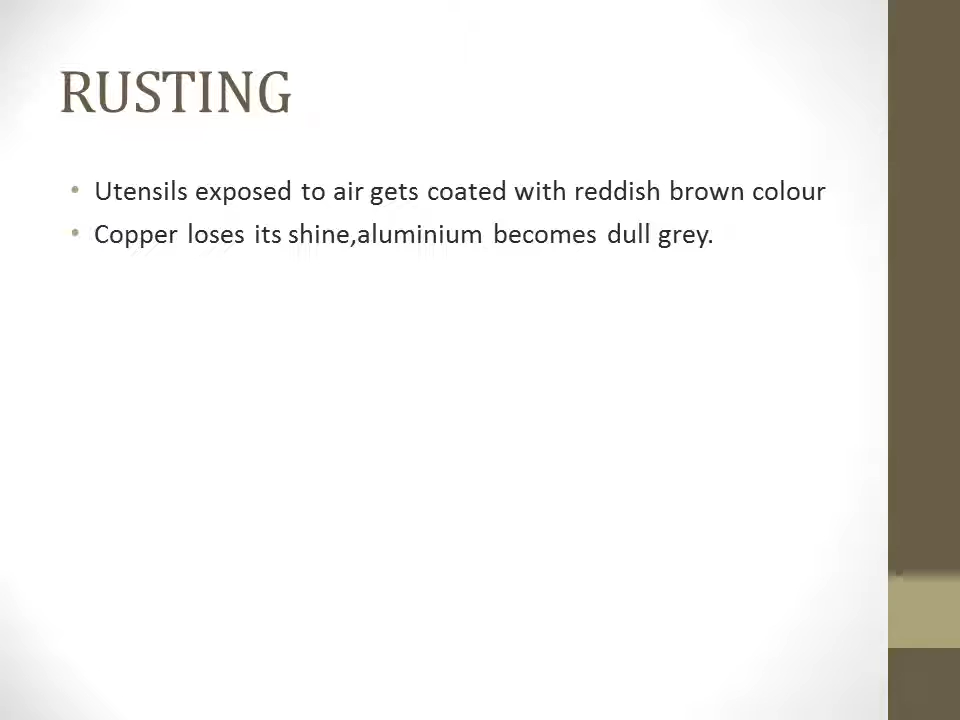 RUSTING
• Utensils exposed to air gets coated with reddish brown colour
• Copper loses its shine,aluminium becomes dull grey.